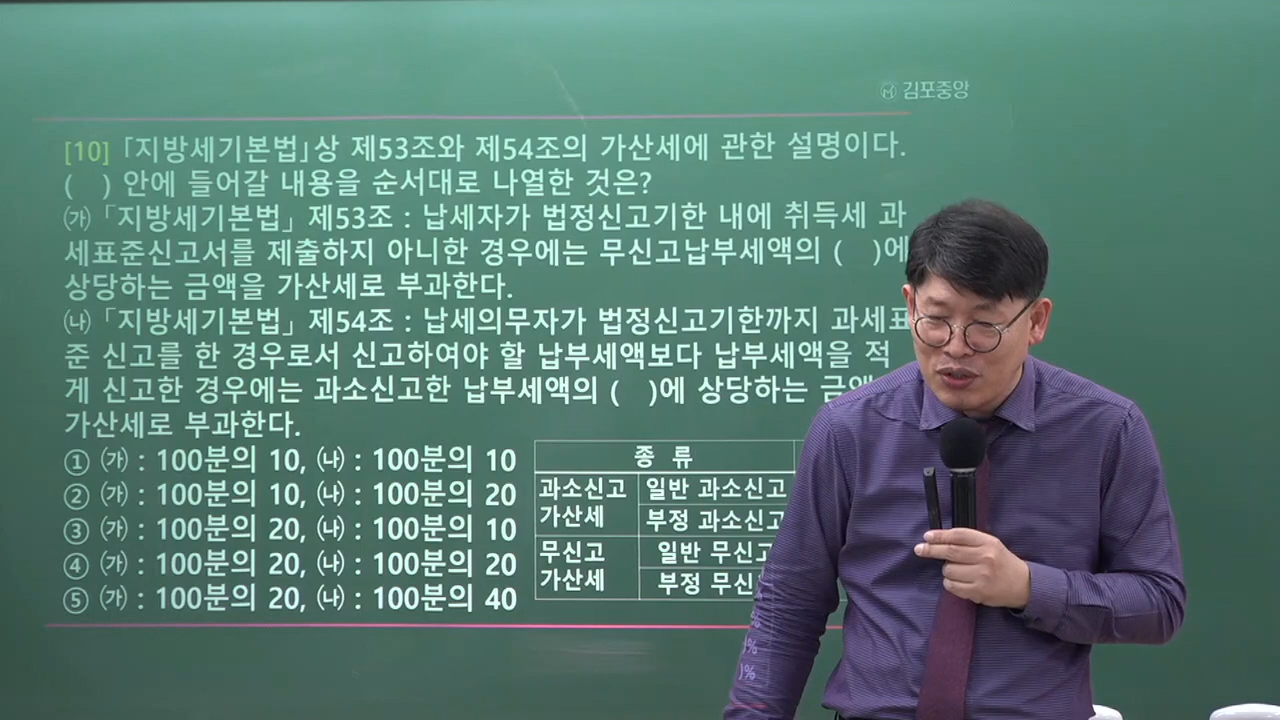 김포중앙
[10] 「지방세기본법」상 제53조와 제54조의 가산세에 관한 설명이다.
( ) 안에 들어갈 내용을 순서대로 나열한 것은?
㈎ 「지방세기본법」 제53조 : 납세자가 법정신고기한 내에 취득세 과
세표준신고서를 제출하지 아니한 경우에는 무신고납부세액의 ( )에
상당하는 금액을 가산세로 부과한다.
㈏ 「지방세기본법」 제54조 : 납세의무자가 법정신고기한까지 과세표
준 신고를 한 경우로서 신고하여야 할 납부세액보다 납부세액을 적
게 신고한 경우에는 과소신고한 납부세액의 ( )에 상당하는
가산세로 부과한다.
① ㈎ : 100분의 10, ㈏ : 100분의 10
② ㈎ : 100분의 10, ㈏ : 100분의 20
③ ㈎ : 100분의 20, ㈏ : 100분의 10
④ ㈎ : 100분의 20, ㈏ : 100분의 20
⑤ ㈎ : 100분의 20, ㈏ : 100분의 40
종 류
과소신고
가산세
일반 과소신고
부정 과소신고
무신고
가산세
일반 무신고
부정 무신